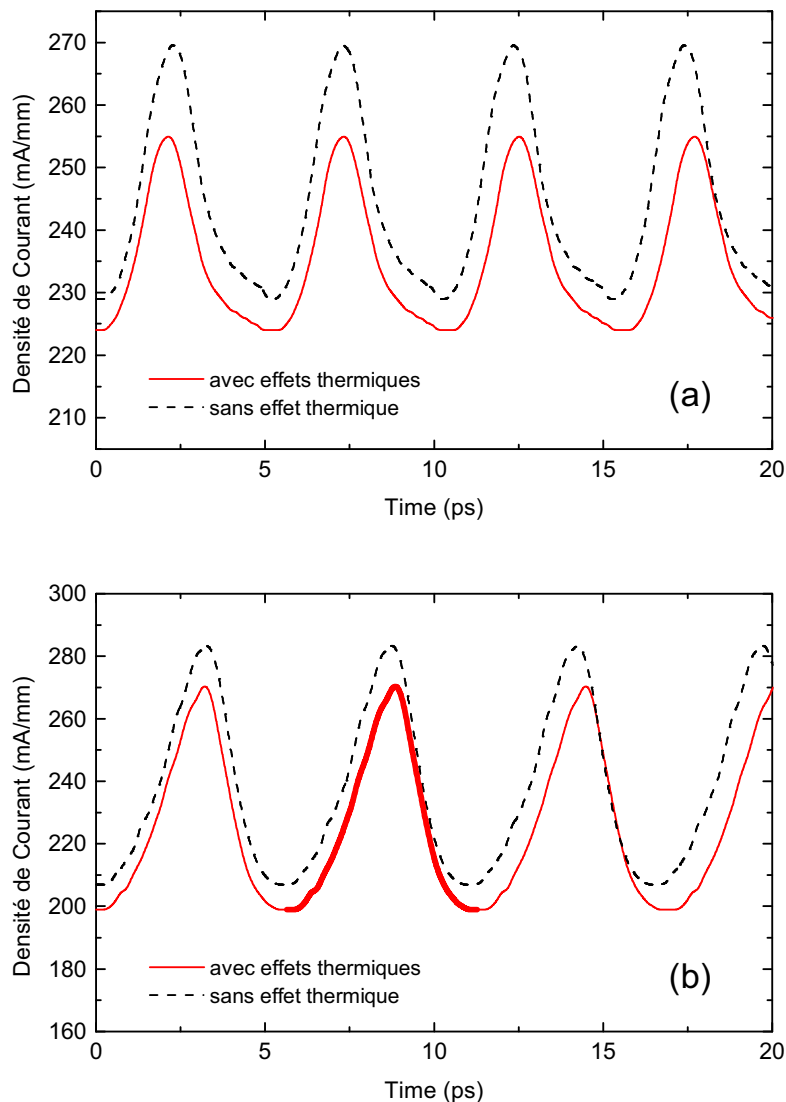 270
260
250
240
230
220
210
Densité de Courant (mA/mm)
avec effets thermiques
sans effet thermique
(a)
0 5 10 15 20
Time (ps)
300
280
260
240
220
200
180
160
Densité de Courant (mA/mm)
avec effets thermiques
sans effet thermique
(b)
0 5 10 15 20
Time (ps)